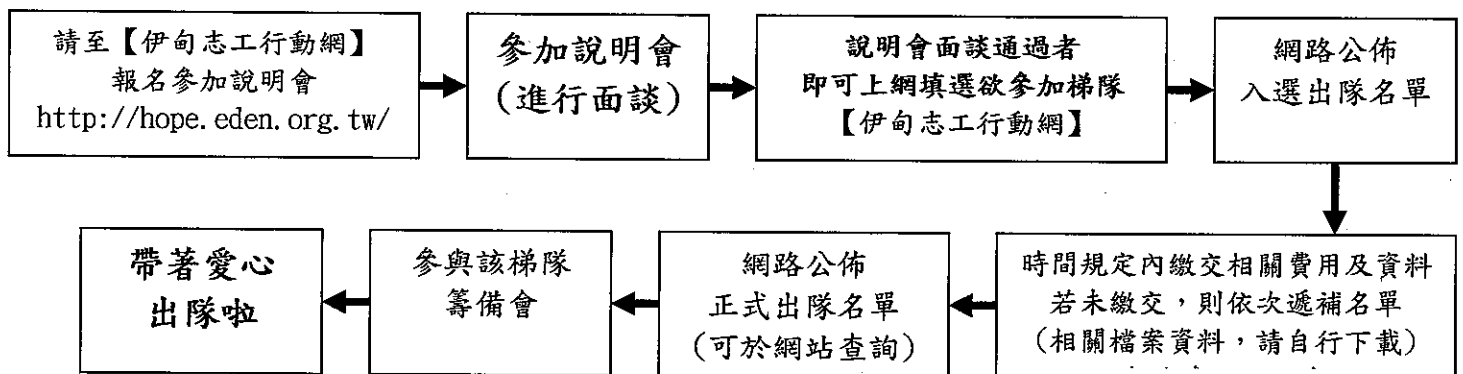 請至【伊甸志工行動網】
報名參加說明會
http://hope.eden.org.tw/
參加說明會
(進行面談)
說明會面談通過者
即可上網填選欲參加梯隊
【伊甸志工行動網】
網路公佈
入選出隊名單
時間規定內繳交相關費用及資料
若未繳交，則依次遞補名單
(相關檔案資料，請自行下載)
網路公佈
正式出隊名單
(可於網站查詢)
參與該梯隊
籌備會
帶著愛心
出隊啦